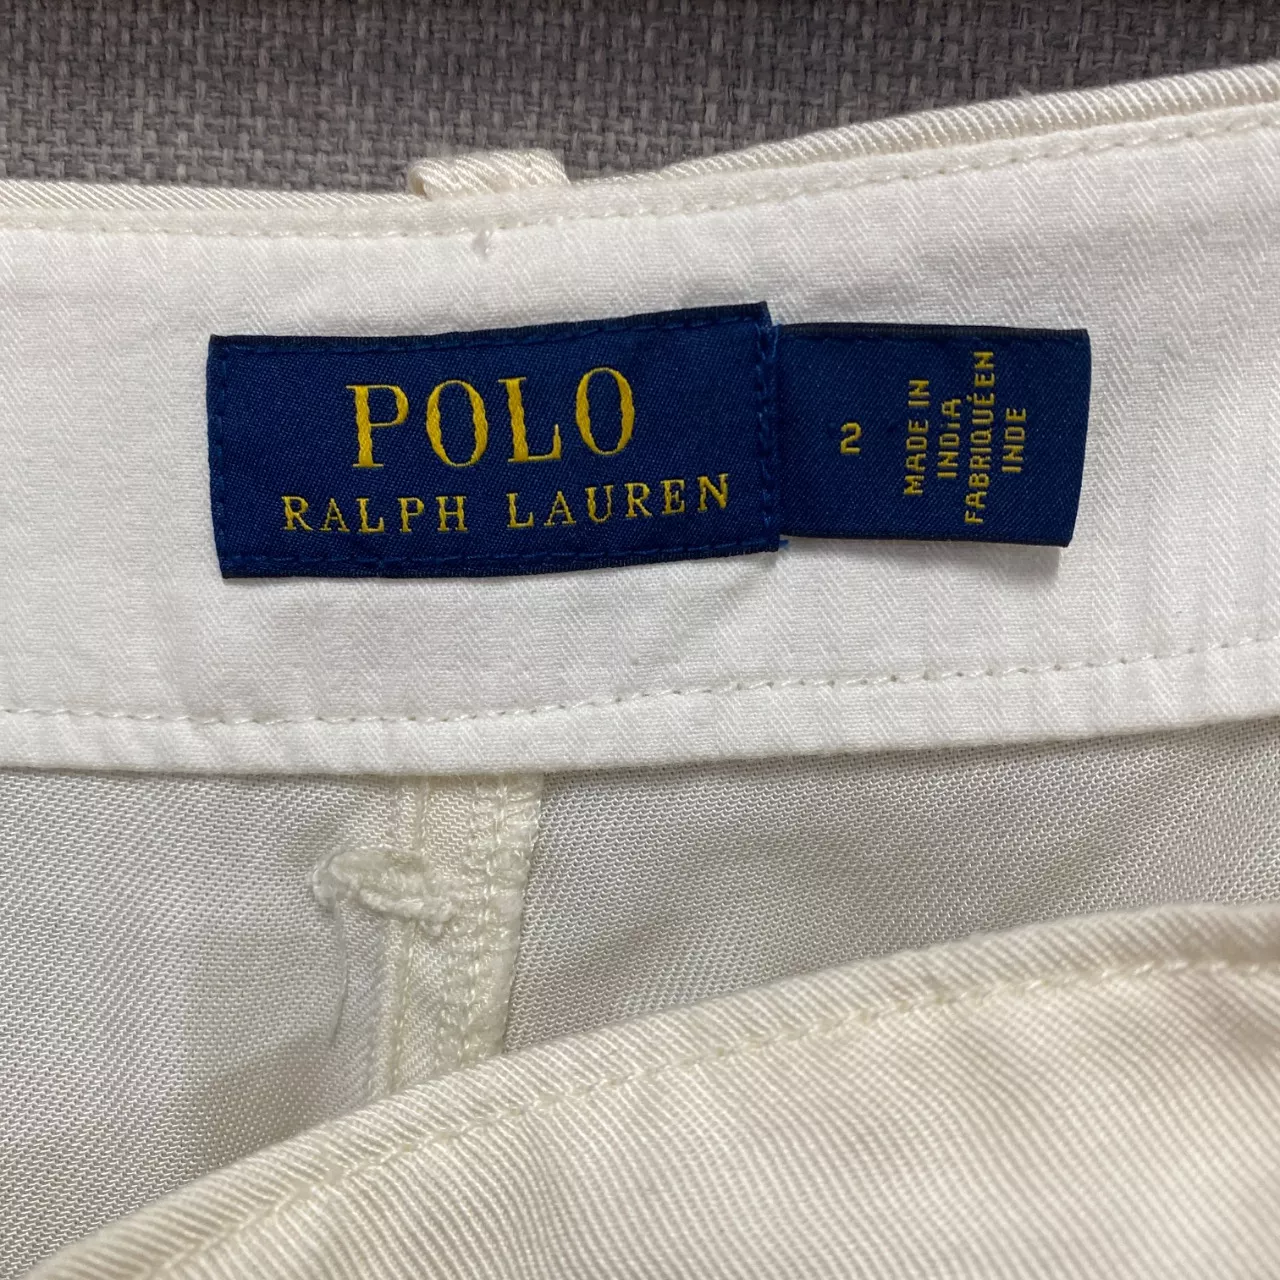 POLO
RALPH LAUREN
2
MADE IN
INDiA
FABRIQUÉ EN
INDE